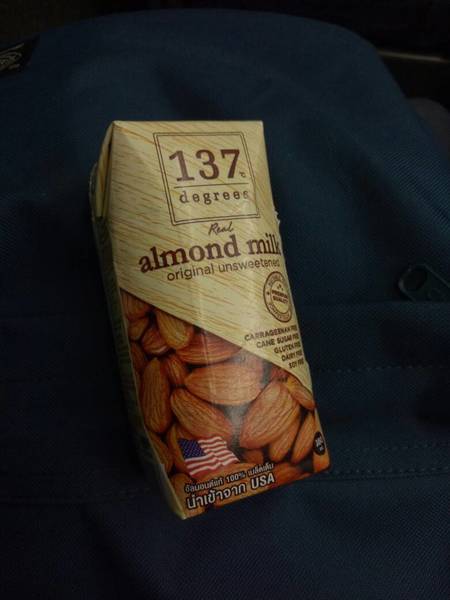 137°C
degrees
Real
almond milk
original unsweetened
CARRAGEENAN FREE
CANE SUGAR FREE
GLUTEN FREE
DAIRY FREE
SOY FREE
อัลมอนด์แท้ 100% เมล็ดเต็ม
นำเข้าจาก USA